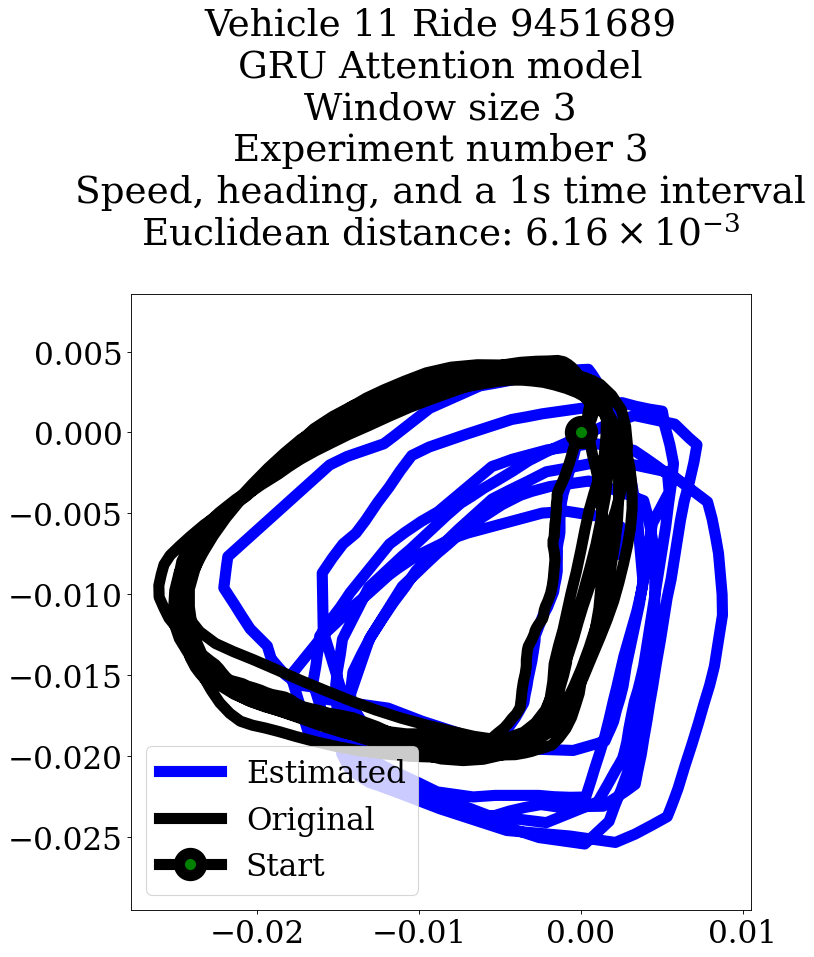 Vehicle 11 Ride 9451689
GRU Attention model
Window size 3
Experiment number 3
Speed, heading, and a 1s time interval
Euclidean distance: 6.16 × 10⁻³
0.005
0.000
−0.005
−0.010
−0.015
−0.020
−0.025
Estimated
Original
Start
−0.02 −0.01 0.00 0.01